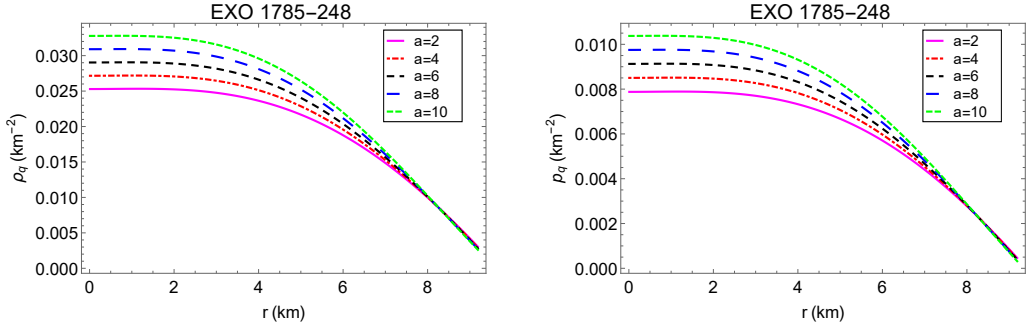 EXO 1785−248
ρq (km−2)
0.030
0.025
0.020
0.015
0.010
0.005
0.000
0 2 4 6 8
r (km)
a=2
a=4
a=6
a=8
a=10
EXO 1785−248
pq (km−2)
0.010
0.008
0.006
0.004
0.002
0.000
0 2 4 6 8
r (km)
a=2
a=4
a=6
a=8
a=10